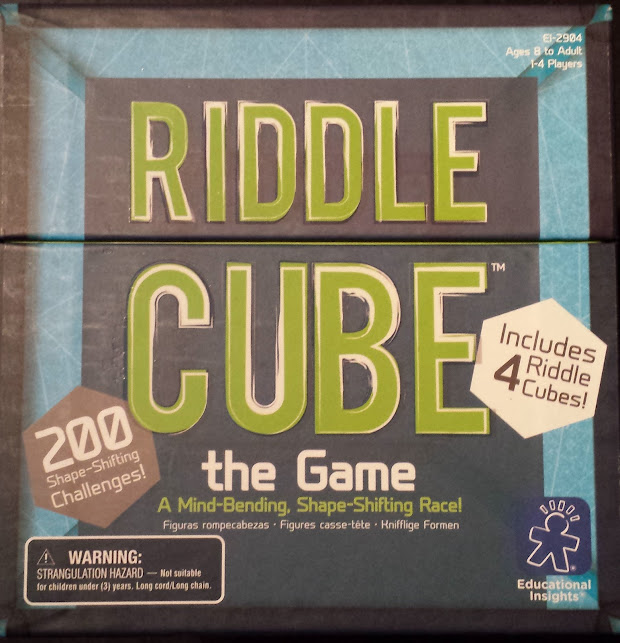 EI-2904
Ages 8 to Adult
1-4 Players
RIDDLE
CUBE™
Includes
4 Riddle
Cubes!
200
Shape-Shifting
Challenges!
the Game
A Mind-Bending, Shape-Shifting Race!
Figuras rompecabezas · Figures casse-tête · Knifflige Formen
WARNING:
STRANGULATION HAZARD — Not suitable
for children under (3) years. Long cord/Long chain.
Educational
Insights®